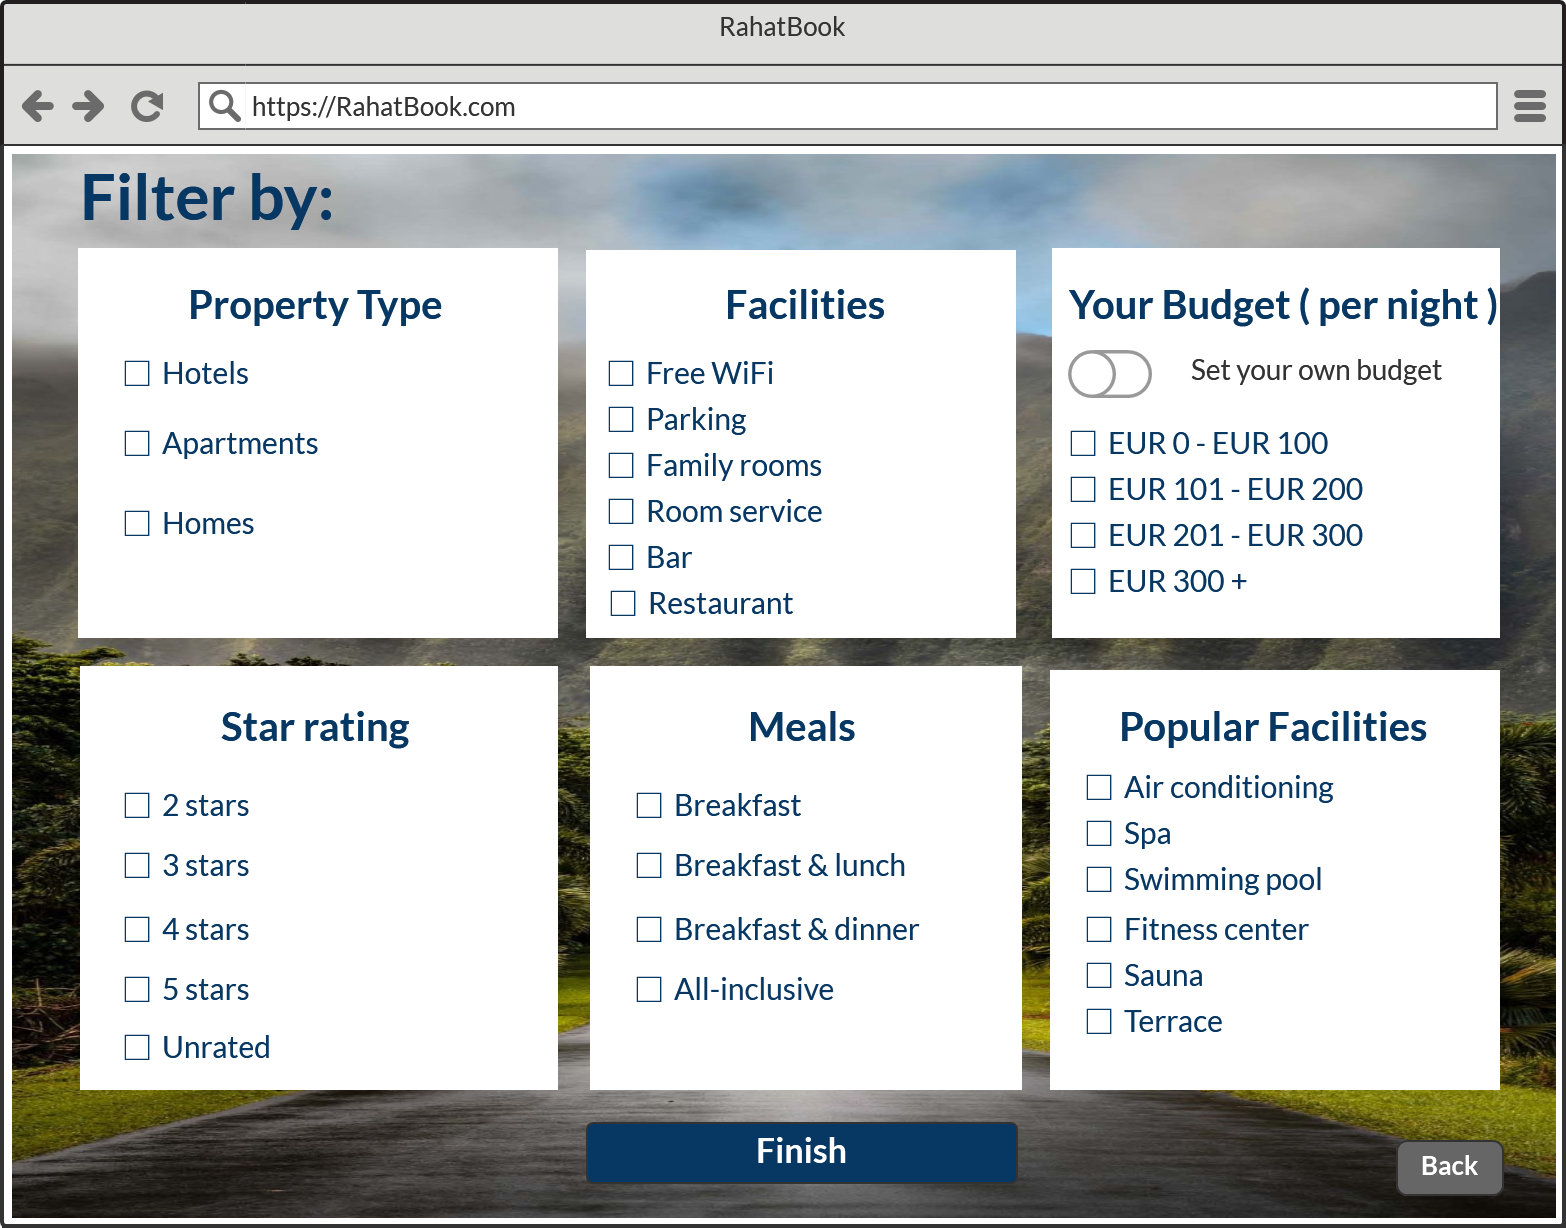 RahatBook
https://RahatBook.com
Filter by:
Property Type
Hotels
Apartments
Homes
Facilities
Free WiFi
Parking
Family rooms
Room service
Bar
Restaurant
Your Budget ( per night )
Set your own budget
EUR 0 - EUR 100
EUR 101 - EUR 200
EUR 201 - EUR 300
EUR 300 +
Star rating
2 stars
3 stars
4 stars
5 stars
Unrated
Meals
Breakfast
Breakfast & lunch
Breakfast & dinner
All-inclusive
Popular Facilities
Air conditioning
Spa
Swimming pool
Fitness center
Sauna
Terrace
Finish
Back